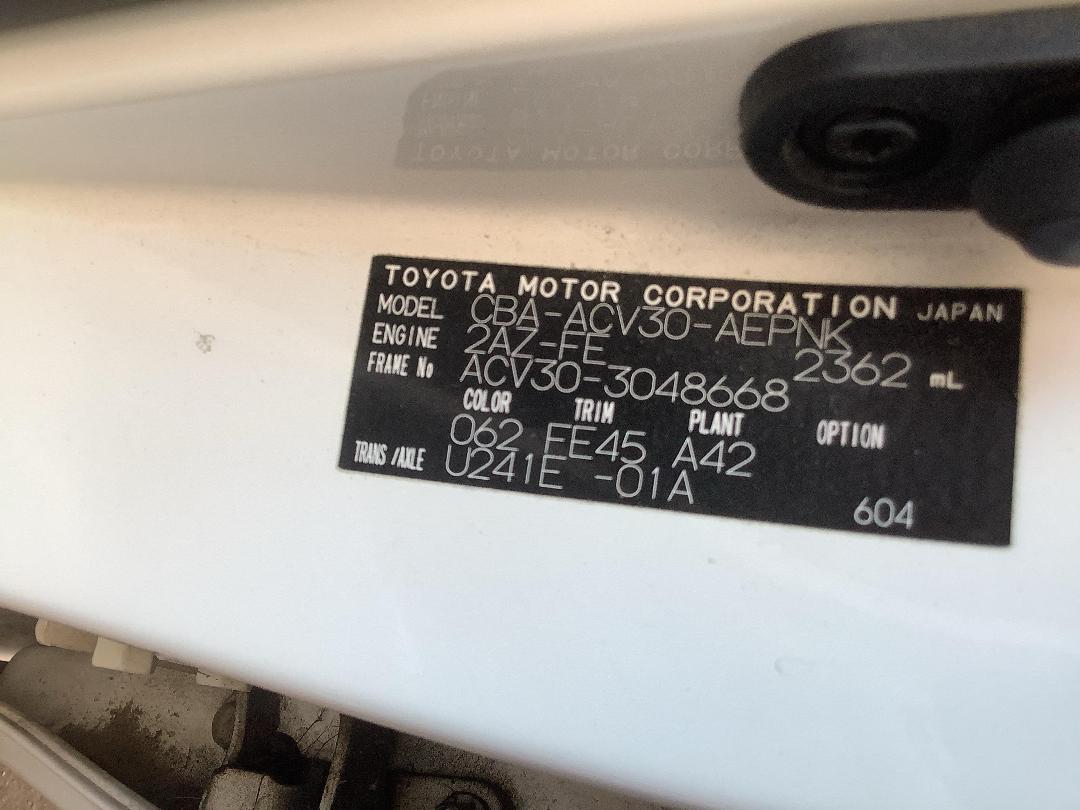 TOYOTA MOTOR CORPORATION JAPAN
MODEL CBA-ACV30-AEPNK
ENGINE 2AZ-FE 2362 mL
FRAME No ACV30-3048668
COLOR TRIM PLANT OPTION
062 FE45 A42
TRANS/AXLE U241E -01A
604